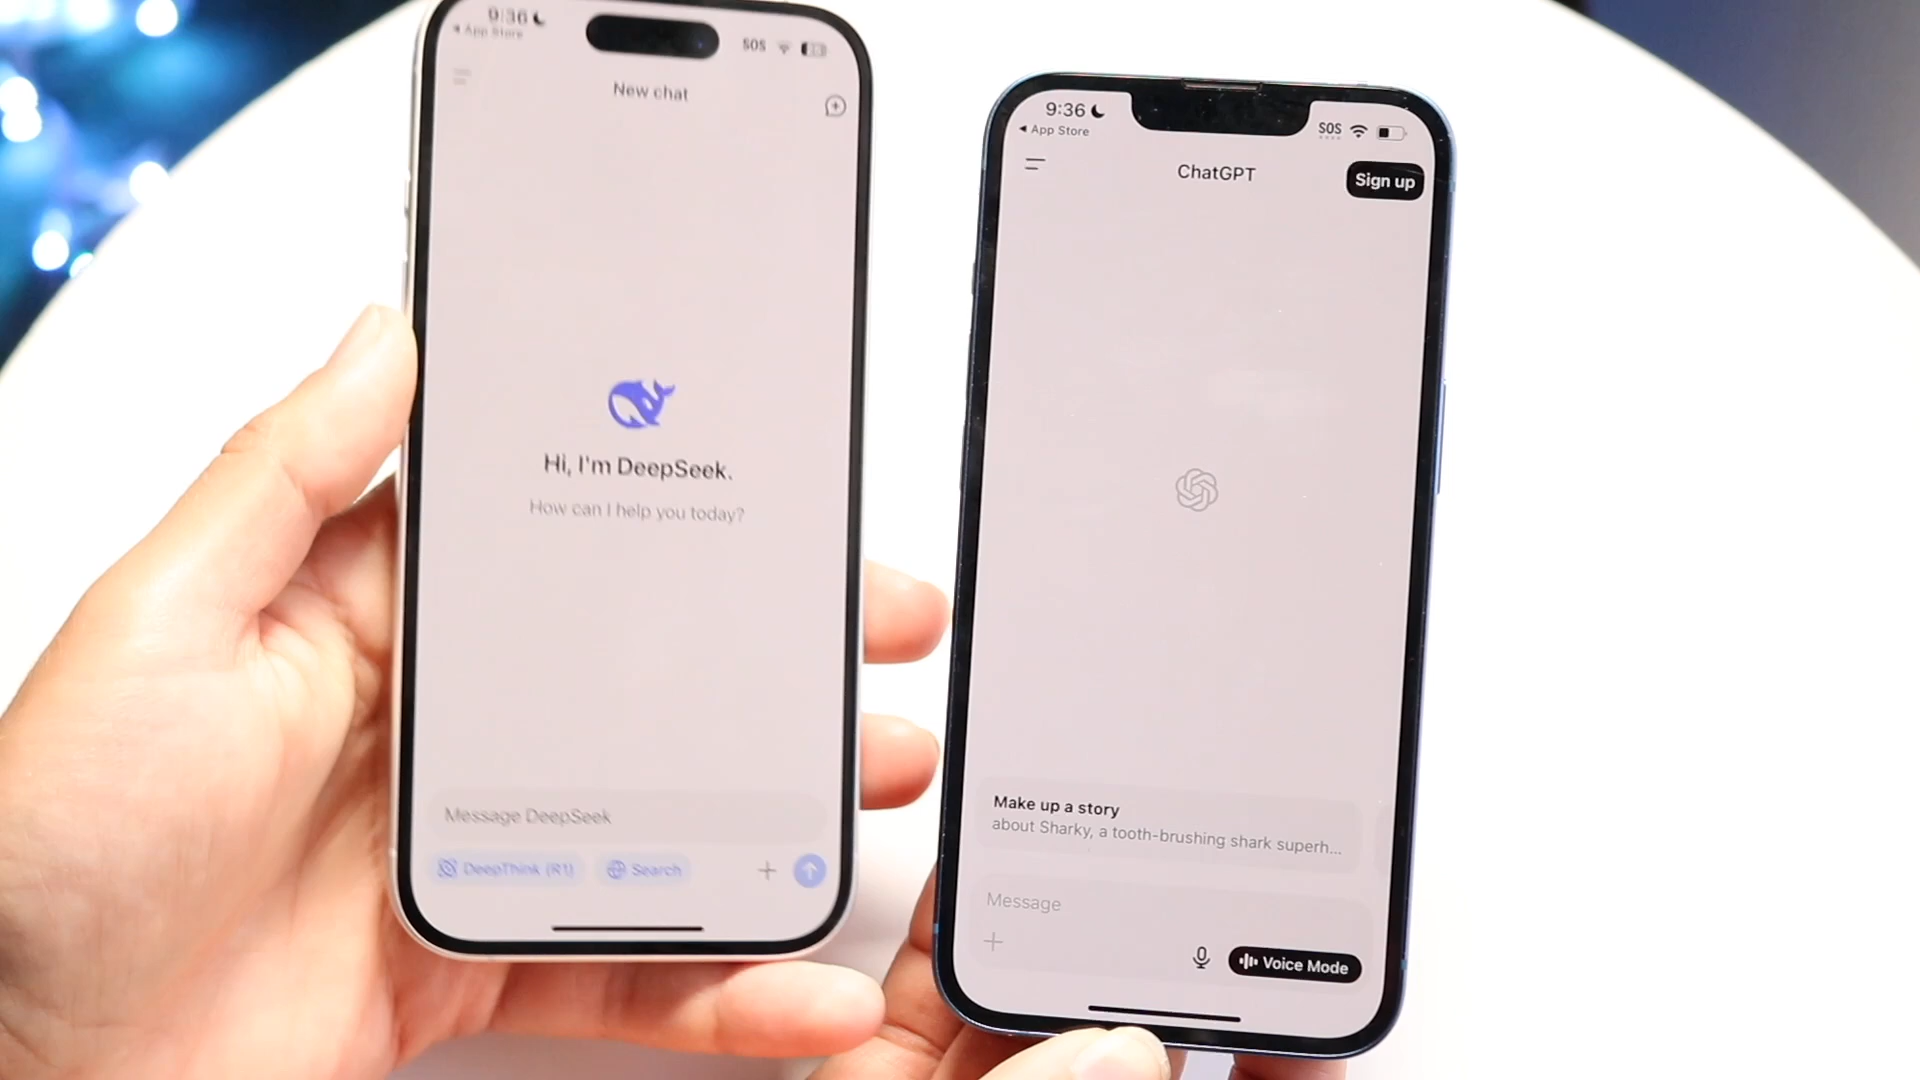 9:36
App Store
SOS
New chat
Hi, I'm DeepSeek.
How can I help you today?
Message DeepSeek
DeepThink (R1)
Search
9:36
App Store
SOS
ChatGPT
Sign up
Make up a story
about Sharky, a tooth-brushing shark superh...
Message
Voice Mode